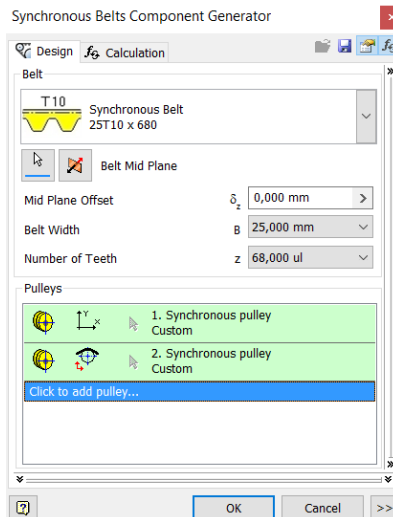 Synchronous Belts Component Generator
Design
Calculation
Belt
T10
Synchronous Belt
25T10 x 680
Belt Mid Plane
Mid Plane Offset δz 0,000 mm >
Belt Width B 25,000 mm
Number of Teeth z 68,000 ul
Pulleys
Y X 1. Synchronous pulley
Custom
2. Synchronous pulley
Custom
Click to add pulley...
? OK Cancel >>